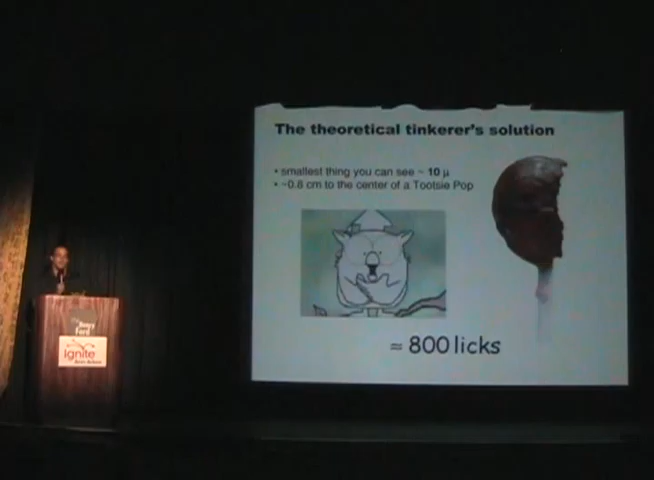 The theoretical tinkerer's solution
• smallest thing you can see ~ 10 µ
• ~0.8 cm to the center of a Tootsie Pop
≈ 800 licks
Ignite